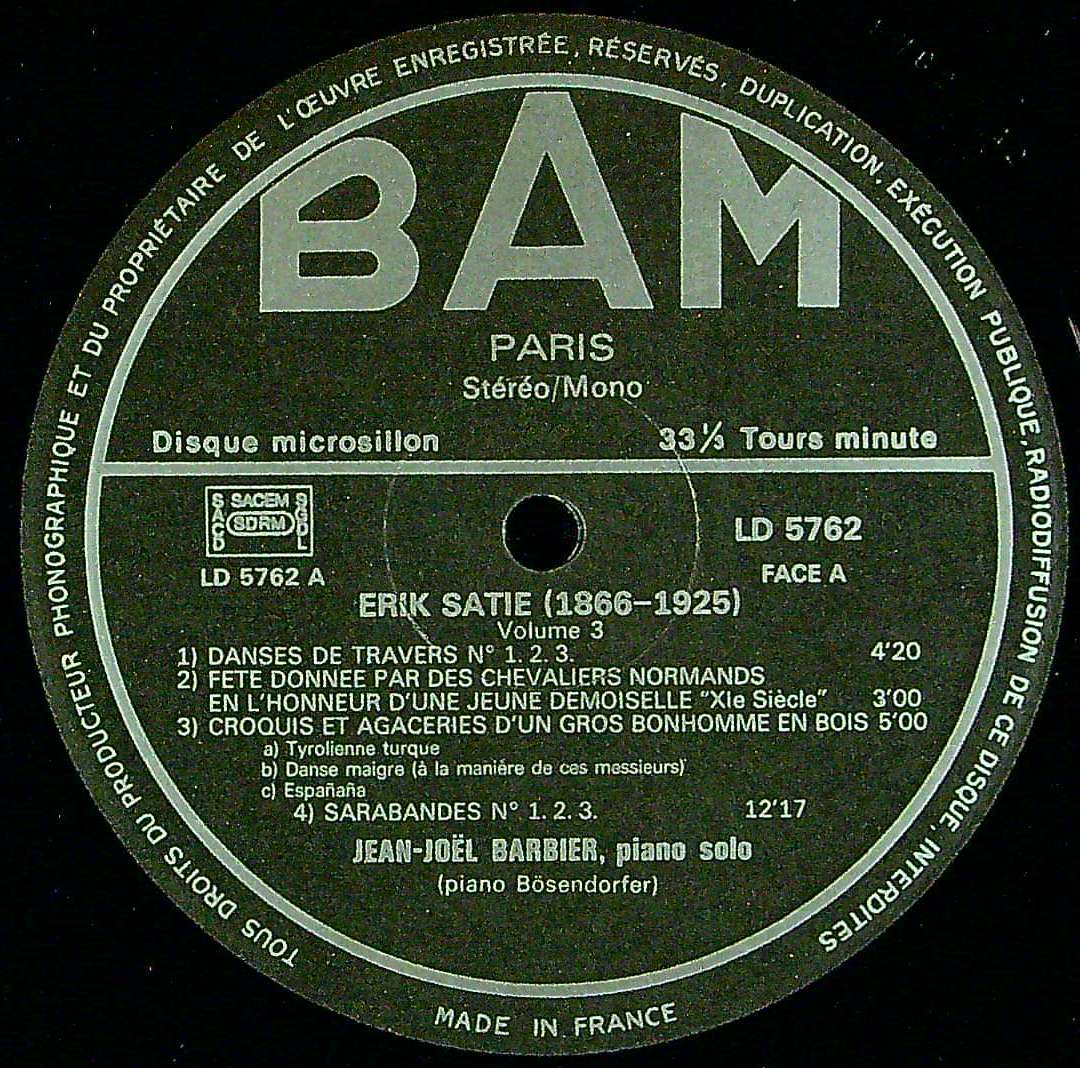 TOUS DROITS DU PRODUCTEUR PHONOGRAPHIQUE ET DU PROPRIÉTAIRE DE L'ŒUVRE ENREGISTRÉE, RÉSERVÉS. DUPLICATION, EXÉCUTION PUBLIQUE, RADIODIFFUSION DE CE DISQUE, INTERDITES
BAM
PARIS
Stéréo/Mono
Disque microsillon 33⅓ Tours minute
SACD SACEM SDRM SGDL
LD 5762
LD 5762 A FACE A
ERIK SATIE (1866–1925)
Volume 3
1) DANSES DE TRAVERS N° 1. 2. 3. 4'20
2) FETE DONNEE PAR DES CHEVALIERS NORMANDS
EN L'HONNEUR D'UNE JEUNE DEMOISELLE "XIe Siècle" 3'00
3) CROQUIS ET AGACERIES D'UN GROS BONHOMME EN BOIS 5'00
a) Tyrolienne turque
b) Danse maigre (à la maniére de ces messieurs)
c) Españaña
4) SARABANDES N° 1. 2. 3. 12'17
JEAN-JOËL BARBIER, piano solo
(piano Bösendorfer)
MADE IN FRANCE